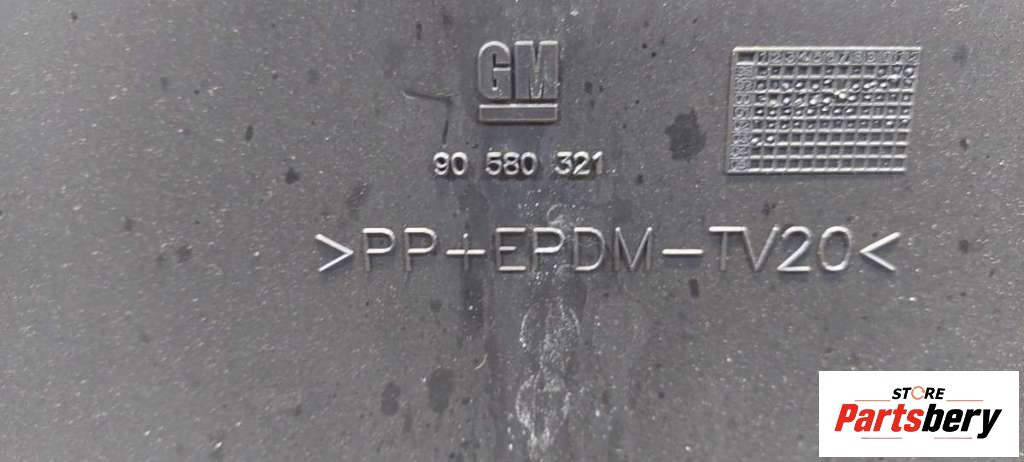 GM
90 580 321
>PP+EPDM-TV20<
STORE
Partsbery